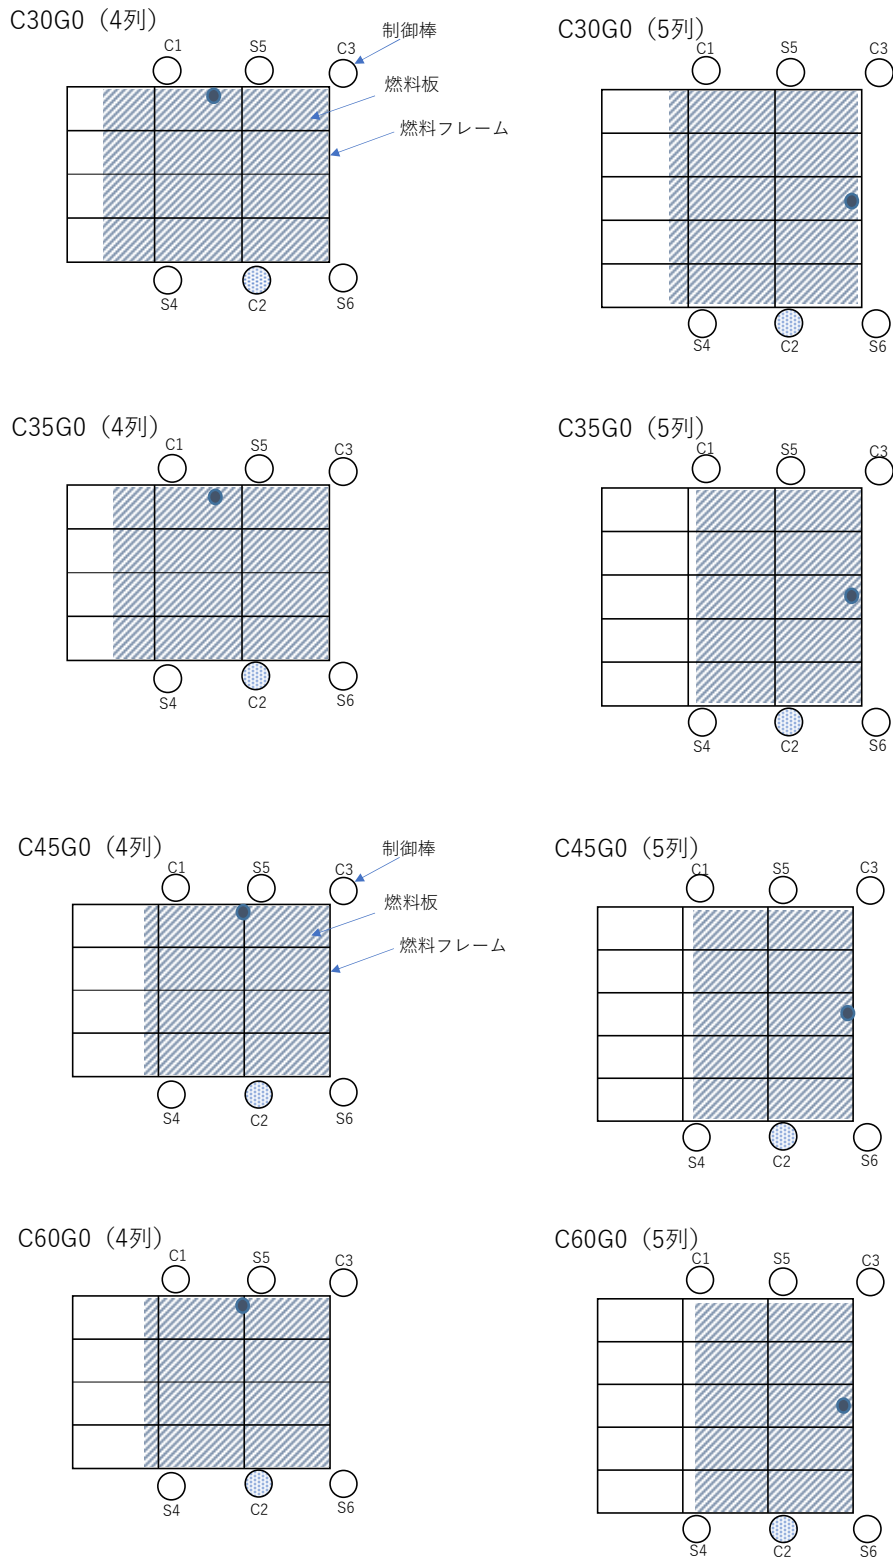 C30G0（4列）
C1
S5
C3
制御棒
燃料板
燃料フレーム
S4
C2
S6
C30G0（5列）
C1
S5
C3
S4
C2
S6
C35G0（4列）
C1
S5
C3
S4
C2
S6
C35G0（5列）
C1
S5
C3
S4
C2
S6
C45G0（4列）
C1
S5
C3
制御棒
燃料板
燃料フレーム
S4
C2
S6
C45G0（5列）
C1
S5
C3
S4
C2
S6
C60G0（4列）
C1
S5
C3
S4
C2
S6
C60G0（5列）
C1
S5
C3
S4
C2
S6